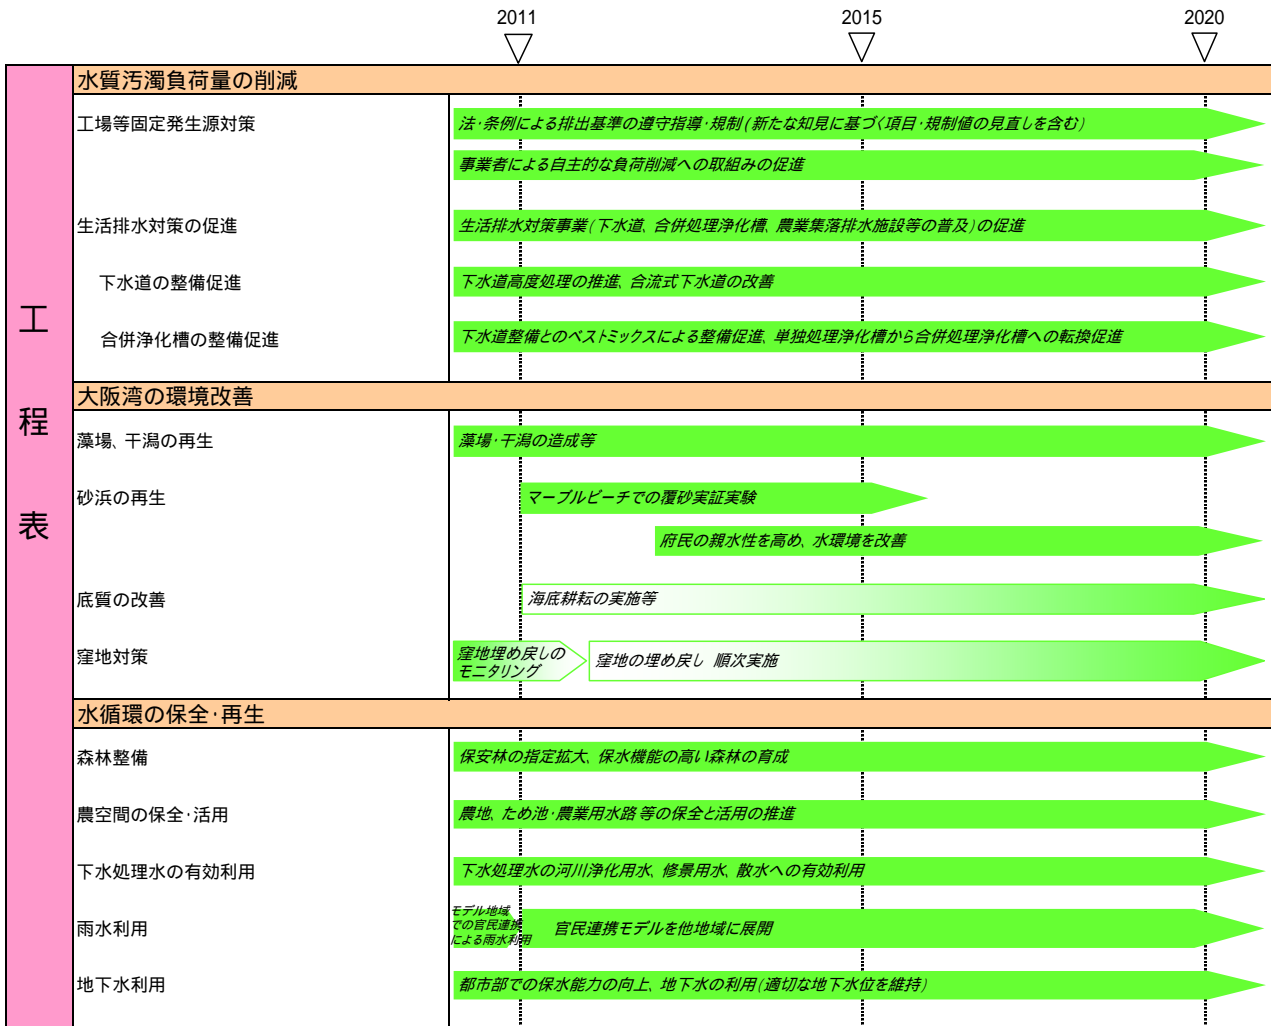 2011 2015 2020
工程表
水質汚濁負荷量の削減
工場等固定発生源対策
法・条例による排出基準の遵守指導・規制(新たな知見に基づく項目・規制値の見直しを含む)
事業者による自主的な負荷削減への取組みの促進
生活排水対策の促進
生活排水対策事業(下水道、合併処理浄化槽、農業集落排水施設等の普及)の促進
下水道の整備促進
下水道高度処理の推進、合流式下水道の改善
合併浄化槽の整備促進
下水道整備とのベストミックスによる整備促進、単独処理浄化槽から合併処理浄化槽への転換促進
大阪湾の環境改善
藻場、干潟の再生
藻場・干潟の造成等
砂浜の再生
マーブルビーチでの覆砂実証実験
府民の親水性を高め、水環境を改善
底質の改善
海底耕耘の実施等
窪地対策
窪地埋め戻しの
モニタリング
窪地の埋め戻し 順次実施
水循環の保全・再生
森林整備
保安林の指定拡大、保水機能の高い森林の育成
農空間の保全・活用
農地、ため池・農業用水路等の保全と活用の推進
下水処理水の有効利用
下水処理水の河川浄化用水、修景用水、散水への有効利用
雨水利用
モデル地域
での官民連携
による雨水利用
官民連携モデルを他地域に展開
地下水利用
都市部での保水能力の向上、地下水の利用(適切な地下水位を維持)